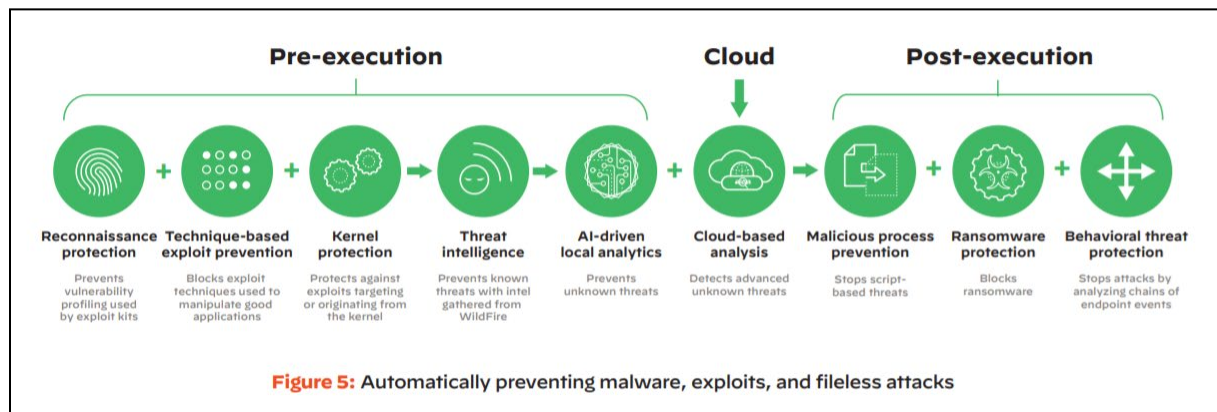 Pre-execution
Cloud
Post-execution
Reconnaissance
protection
Prevents
vulnerability
profiling used
by exploit kits
Technique-based
exploit prevention
Blocks exploit
techniques used to
manipulate good
applications
Kernel
protection
Protects against
exploits targeting
or originating from
the kernel
Threat
intelligence
Prevents known
threats with intel
gathered from
WildFire
AI-driven
local analytics
Prevents
unknown threats
Cloud-based
analysis
Detects advanced
unknown threats
Malicious process
prevention
Stops script-
based threats
Ransomware
protection
Blocks
ransomware
Behavioral threat
protection
Stops attacks by
analyzing chains of
endpoint events
Figure 5: Automatically preventing malware, exploits, and fileless attacks